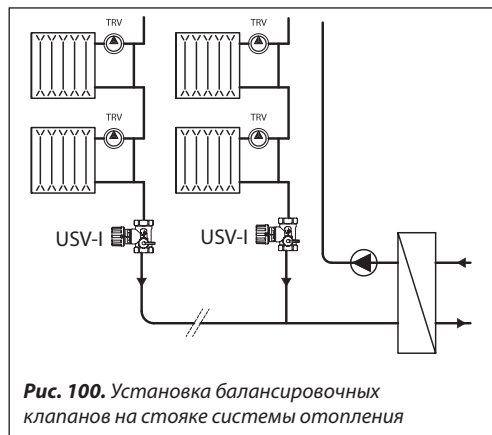 TRV TRV
TRV TRV
USV-I USV-I
Рис. 100. Установка балансировочных
клапанов на стояке системы отопления